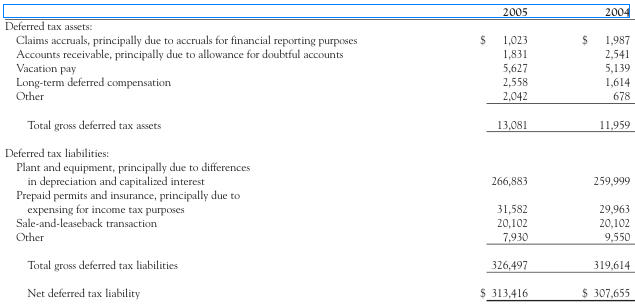 2005 2004
Deferred tax assets:
Claims accruals, principally due to accruals for financial reporting purposes $ 1,023 $ 1,987
Accounts receivable, principally due to allowance for doubtful accounts 1,831 2,541
Vacation pay 5,627 5,139
Long-term deferred compensation 2,558 1,614
Other 2,042 678
Total gross deferred tax assets 13,081 11,959
Deferred tax liabilities:
Plant and equipment, principally due to differences
in depreciation and capitalized interest 266,883 259,999
Prepaid permits and insurance, principally due to
expensing for income tax purposes 31,582 29,963
Sale-and-leaseback transaction 20,102 20,102
Other 7,930 9,550
Total gross deferred tax liabilities 326,497 319,614
Net deferred tax liability $ 313,416 $ 307,655